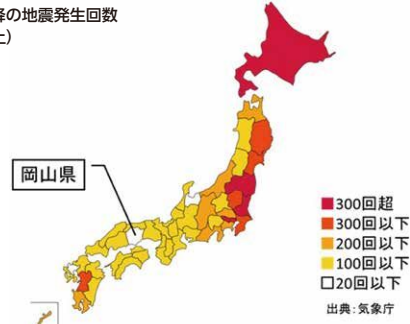 降の地震発生回数
上）
岡山県
300回超
300回以下
200回以下
100回以下
20回以下
出典：気象庁